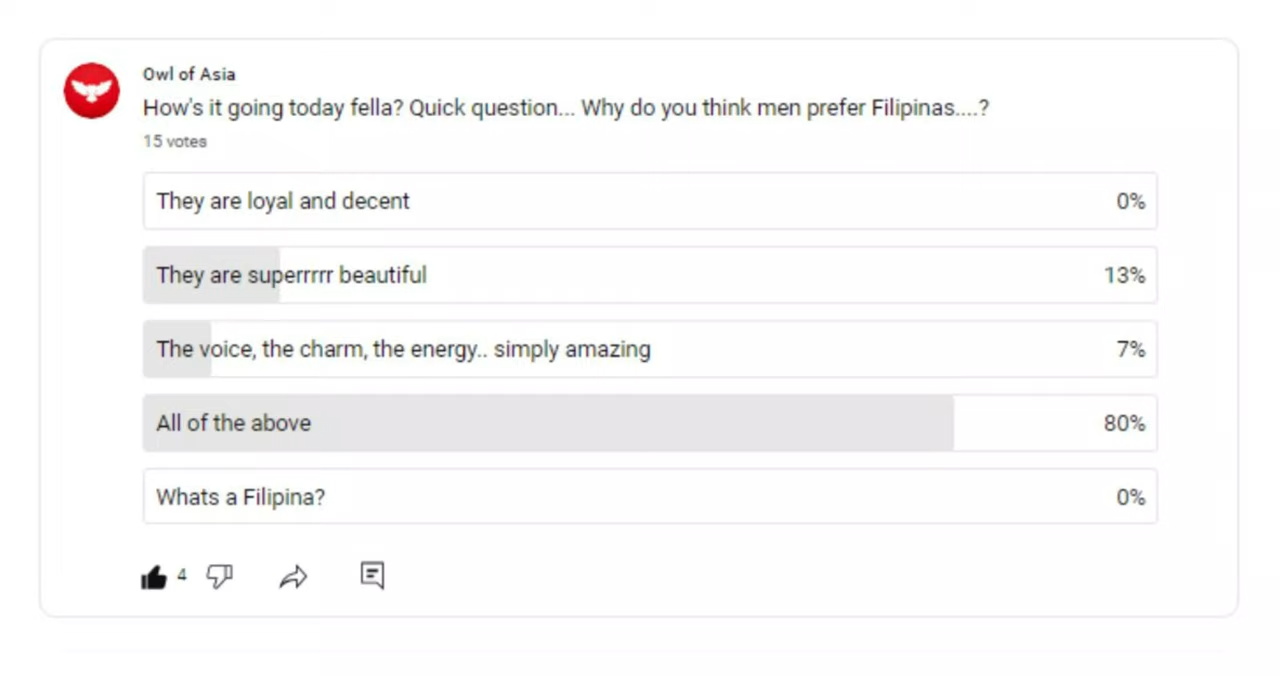 Owl of Asia
How's it going today fella? Quick question... Why do you think men prefer Filipinas....?
15 votes
They are loyal and decent 0%
They are superrrrr beautiful 13%
The voice, the charm, the energy.. simply amazing 7%
All of the above 80%
Whats a Filipina? 0%
4